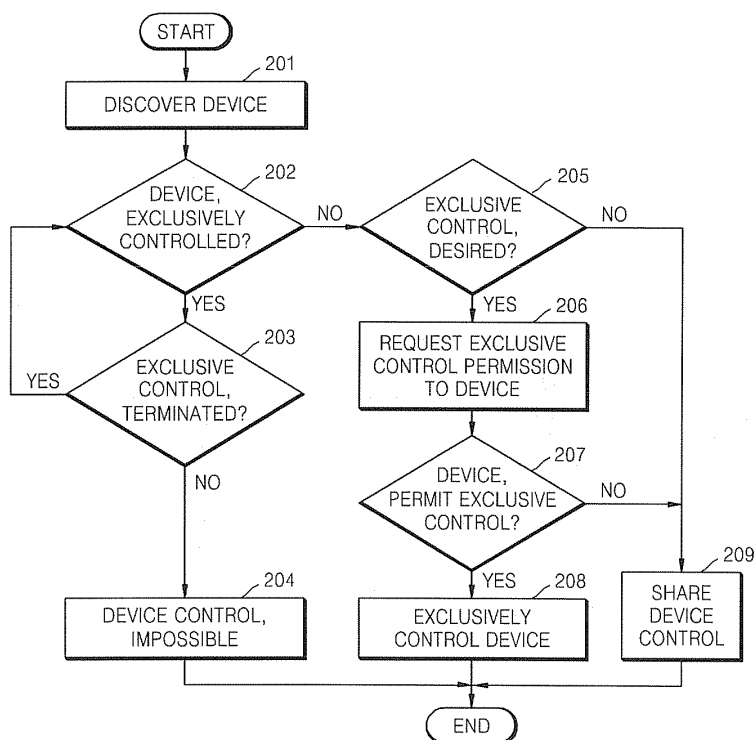 START
201
DISCOVER DEVICE
202
DEVICE,
EXCLUSIVELY
CONTROLLED?
NO
YES
203
EXCLUSIVE
CONTROL,
TERMINATED?
YES
NO
204
DEVICE CONTROL,
IMPOSSIBLE
205
EXCLUSIVE
CONTROL,
DESIRED?
NO
YES
206
REQUEST EXCLUSIVE
CONTROL PERMISSION
TO DEVICE
207
DEVICE,
PERMIT EXCLUSIVE
CONTROL?
NO
YES
208
EXCLUSIVELY
CONTROL DEVICE
209
SHARE
DEVICE
CONTROL
END